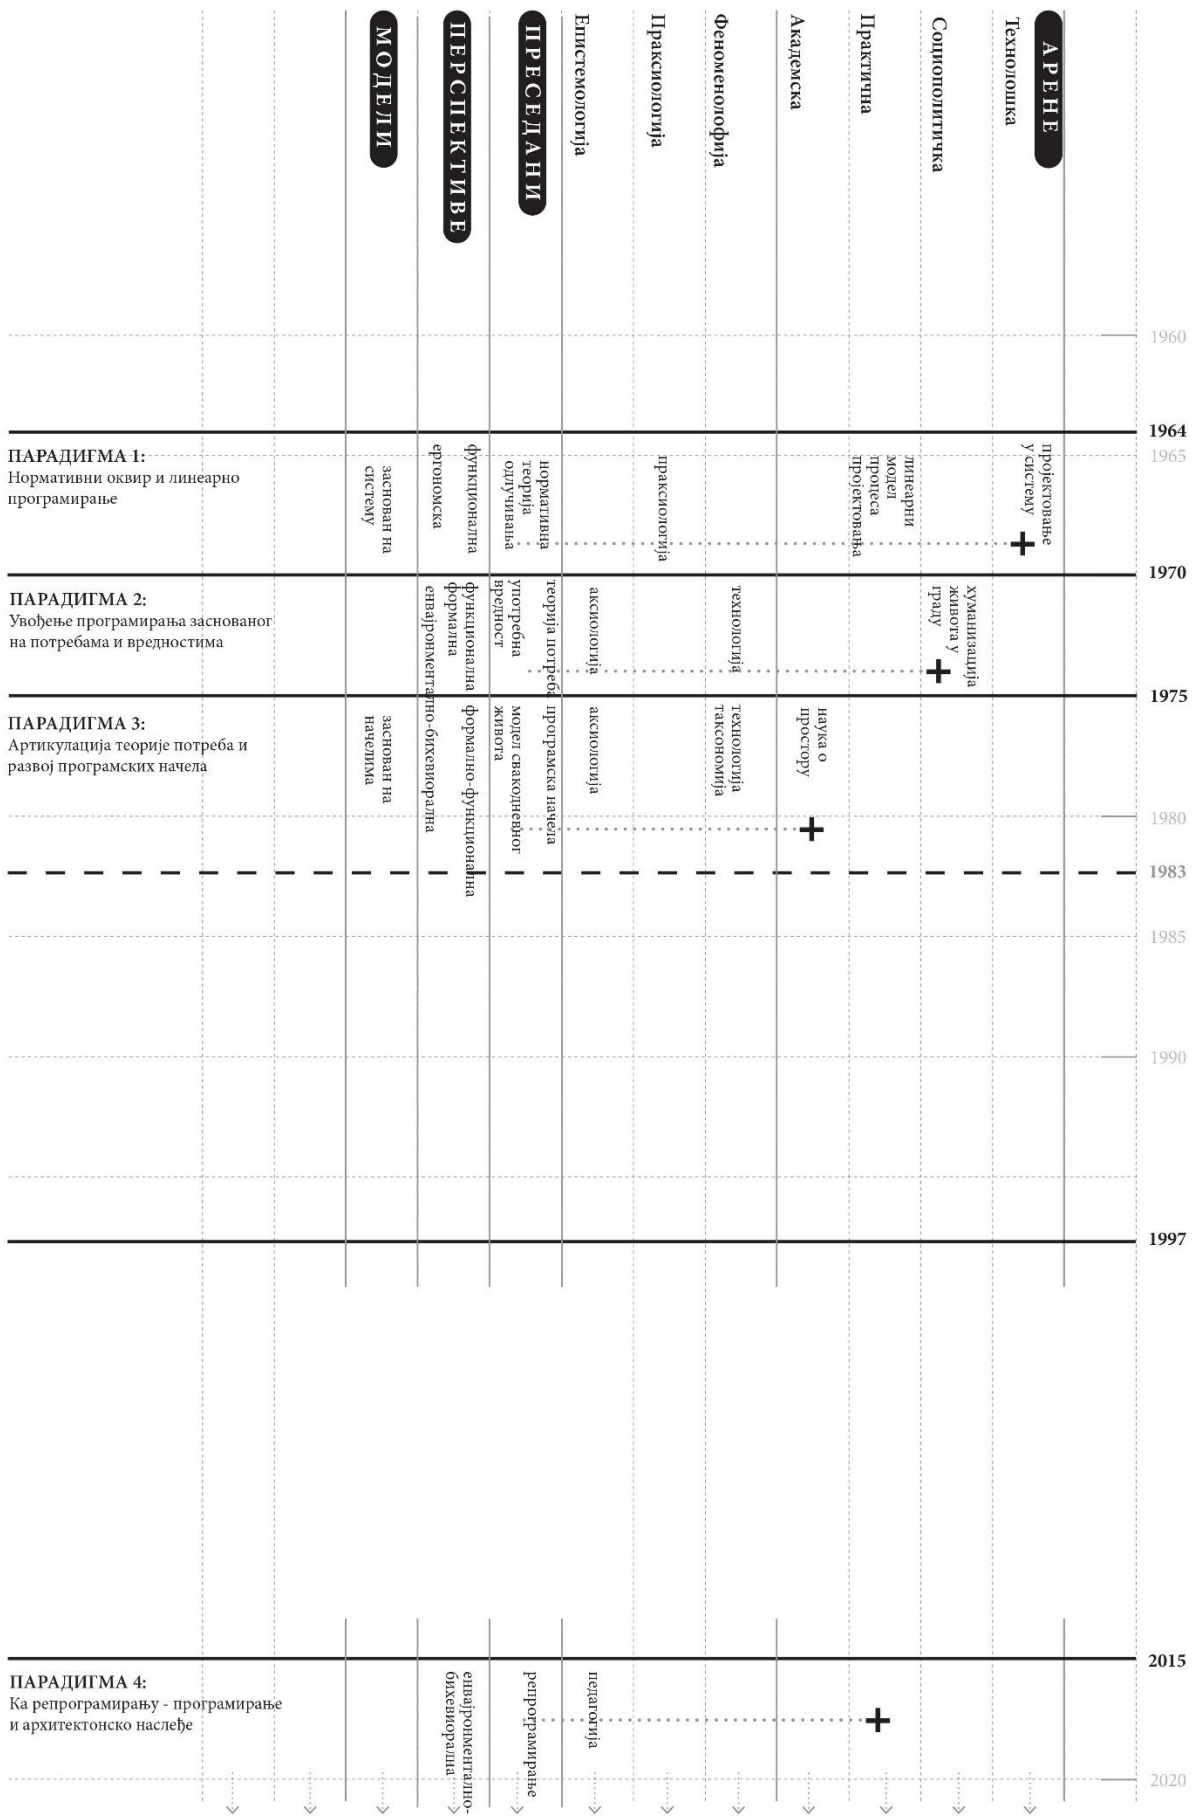 МОДЕЛИ
ПЕРСПЕКТИВЕ
ПРЕСЕДАНИ
Епистемологија
Праксиологија
Феноменолофија
Академска
Практична
Социополитичка
Технолошка
АРЕНЕ
1960
1964
ПАРАДИГМА 1:
Нормативни оквир и линеарно
програмирање
1965
заснован на
систему
функционална
ергономска
нормативна
теорија
одлучивања
праксиологија
линеарни
модел
процеса
пројектовања
пројектовање
у систему
1970
ПАРАДИГМА 2:
Увођење програмирања заснованог
на потребама и вредностима
функционална
формална
енвајронментално-бихевиорална
теорија потреба
употребна
вредност
аксиологија
технологија
хуманизација
живота у
граду
1975
ПАРАДИГМА 3:
Артикулација теорије потреба и
развој програмских начела
заснован на
начелима
формално-функционална
програмска начела
модел свакодневног
живота
аксиологија
технологија
таксономија
наука о
простору
1980
1983
1985
1990
1997
2015
ПАРАДИГМА 4:
Ка репрограмирању - програмирање
и архитектонско наслеђе
енвајронментално-
бихевиорална
репрограмирање
педагогија
2020